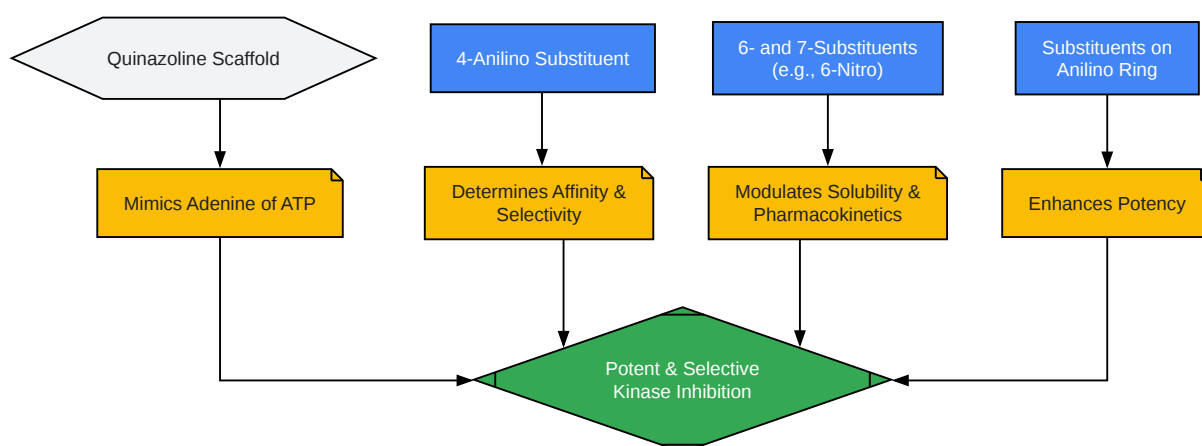 Quinazoline Scaffold
4-Anilino Substituent
6- and 7-Substituents
(e.g., 6-Nitro)
Substituents on
Anilino Ring
Mimics Adenine of ATP
Determines Affinity &
Selectivity
Modulates Solubility &
Pharmacokinetics
Enhances Potency
Potent & Selective
Kinase Inhibition